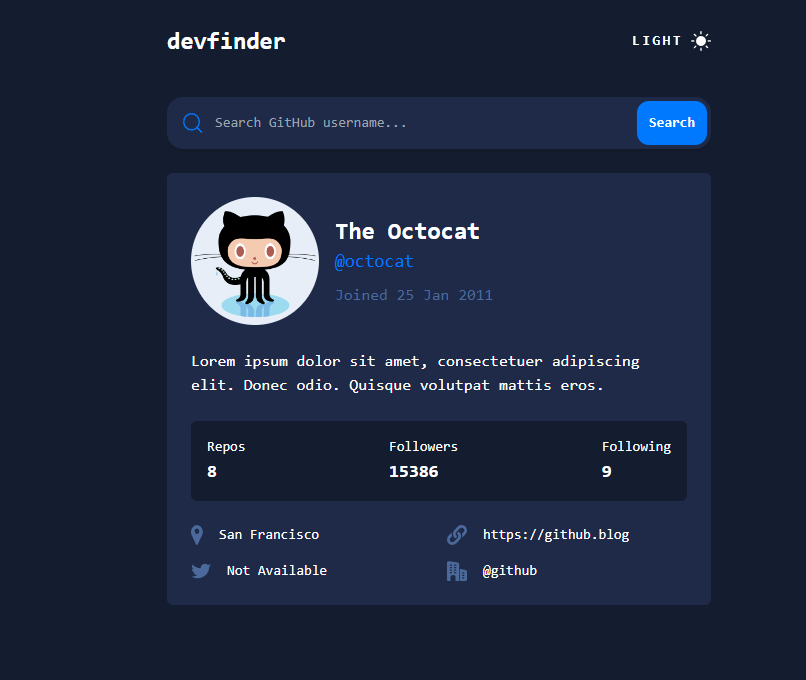 devfinder
LIGHT
Search GitHub username...
Search
The Octocat
@octocat
Joined 25 Jan 2011
Lorem ipsum dolor sit amet, consectetuer adipiscing
elit. Donec odio. Quisque volutpat mattis eros.
Repos Followers Following
8 15386 9
San Francisco https://github.blog
Not Available @github